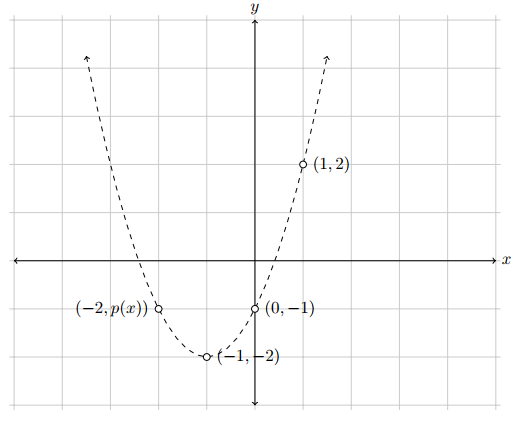 y
(1, 2)
x
(−2, p(x))
(0, −1)
(−1, −2)